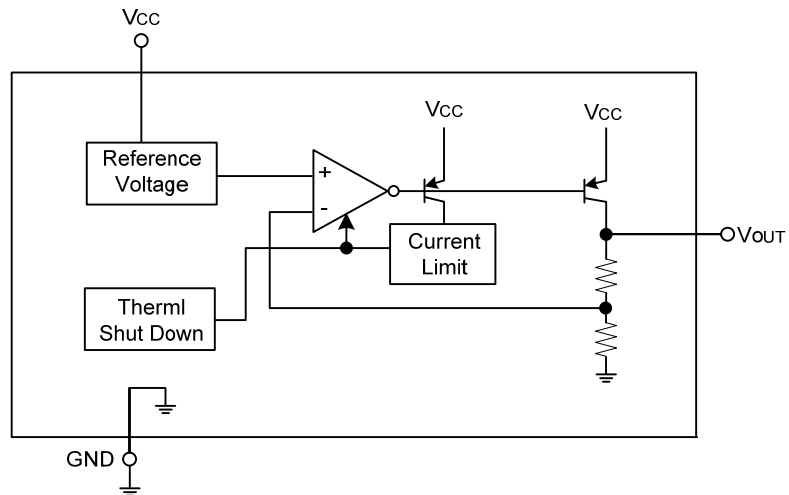 VCC
VCC
VCC
Reference
Voltage
+
-
Current
Limit
VOUT
Therml
Shut Down
GND